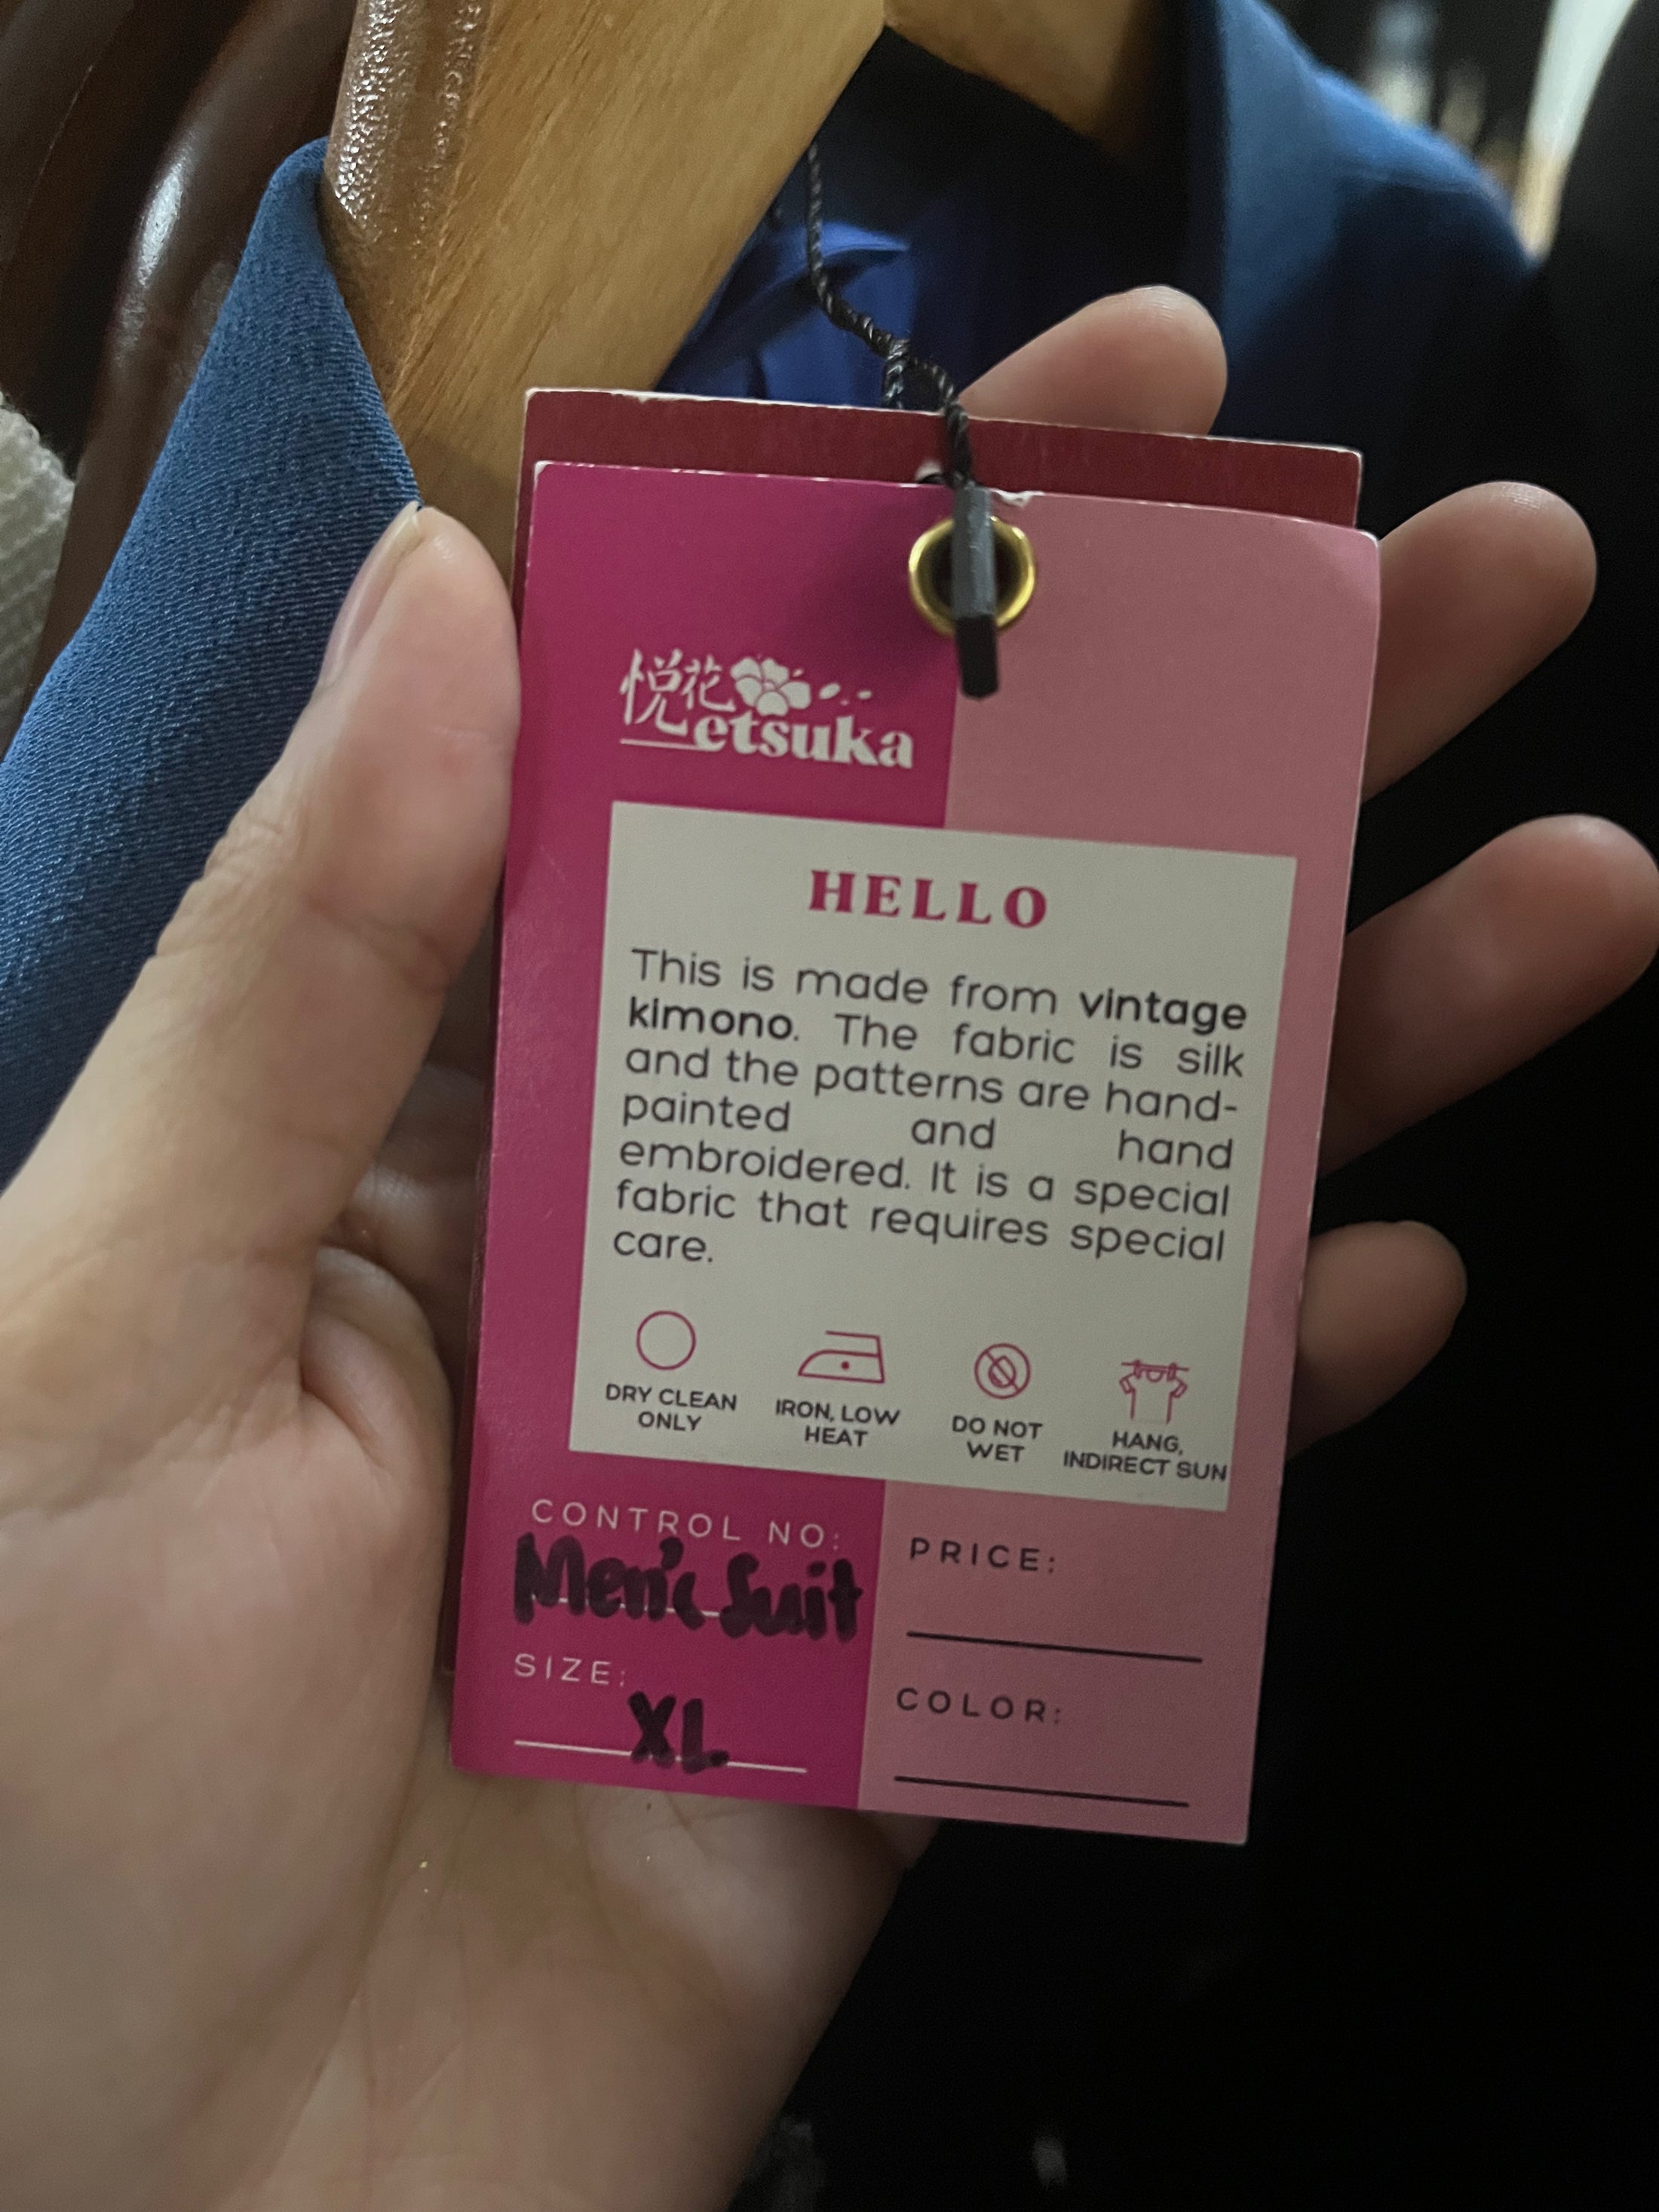 悦花
etsuka
HELLO
This is made from vintage
kimono. The fabric is silk
and the patterns are hand-
painted and hand
embroidered. It is a special
fabric that requires special
care.
DRY CLEAN
ONLY
IRON, LOW
HEAT
DO NOT
WET
HANG,
INDIRECT SUN
CONTROL NO:
Men's Suit
SIZE:
XL
PRICE:
COLOR: